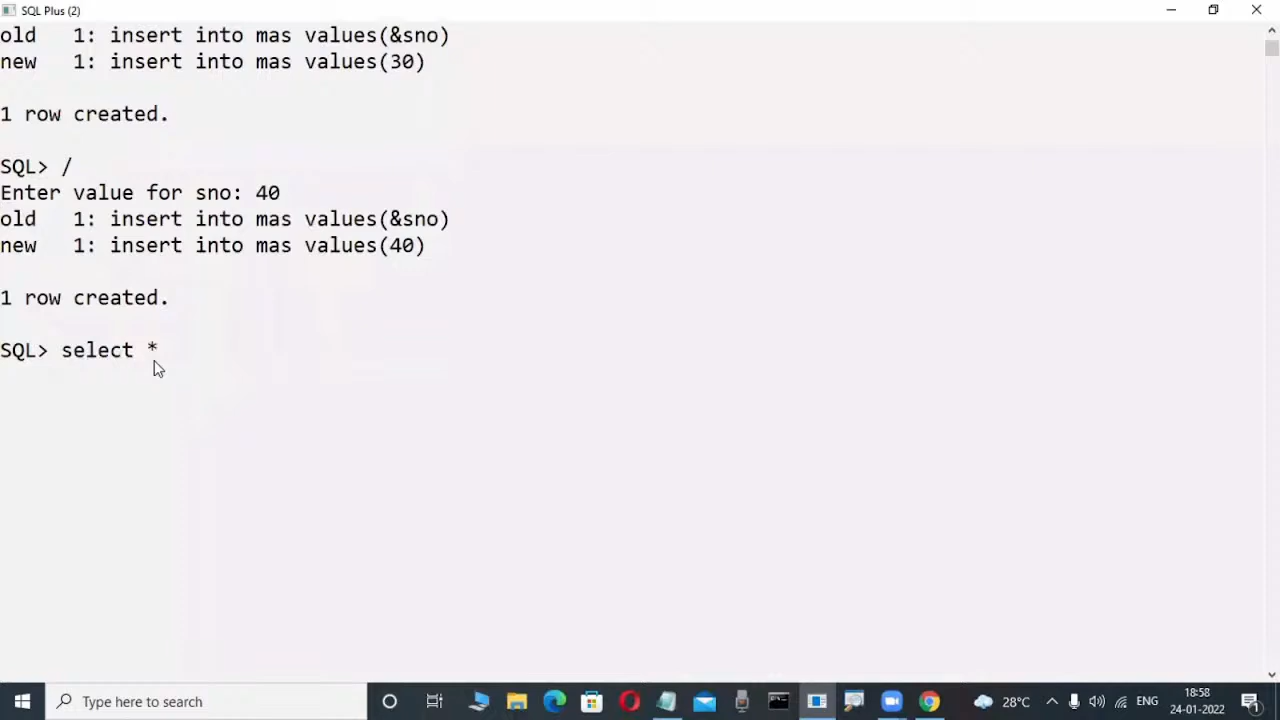 SQL Plus (2)
old   1: insert into mas values(&sno)
new   1: insert into mas values(30)
1 row created.
SQL> /
Enter value for sno: 40
old   1: insert into mas values(&sno)
new   1: insert into mas values(40)
1 row created.
SQL> select *
Type here to search
28°C
ENG
18:58
24-01-2022
1